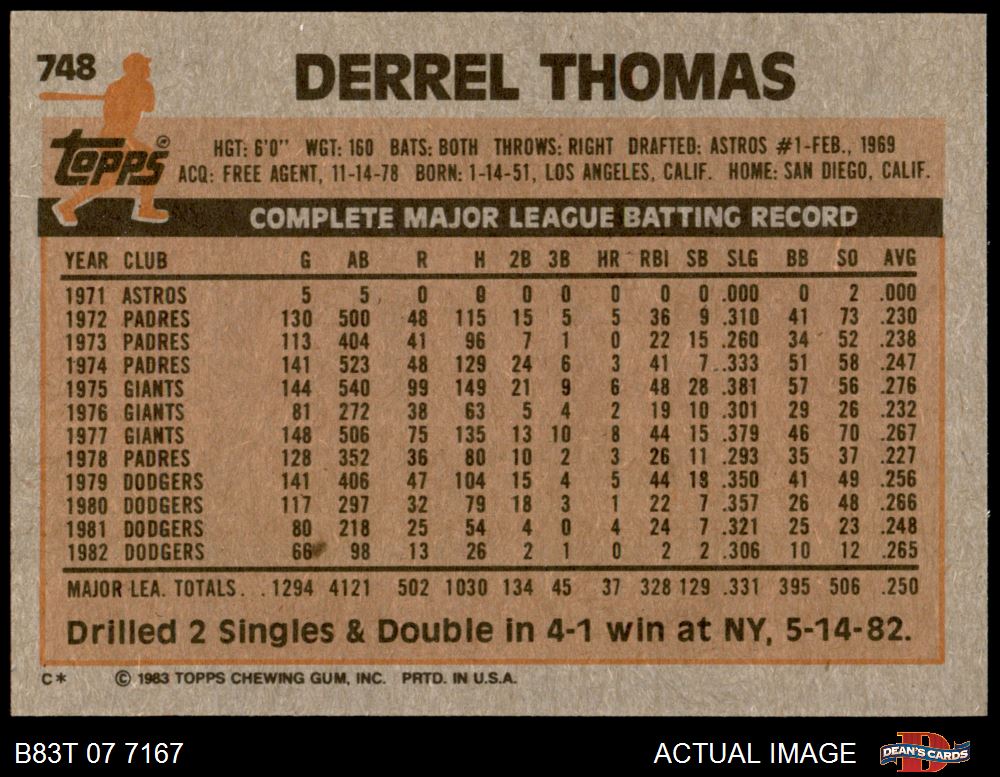 748
DERREL THOMAS
Topps®
HGT: 6'0" WGT: 160 BATS: BOTH THROWS: RIGHT DRAFTED: ASTROS #1-FEB., 1969
ACQ: FREE AGENT, 11-14-78 BORN: 1-14-51, LOS ANGELES, CALIF. HOME: SAN DIEGO, CALIF.
COMPLETE MAJOR LEAGUE BATTING RECORD
YEAR CLUB G AB R H 2B 3B HR RBI SB SLG BB SO AVG
1971 ASTROS 5 5 0 0 0 0 0 0 0 .000 0 2 .000
1972 PADRES 130 500 48 115 15 5 5 36 9 .310 41 73 .230
1973 PADRES 113 404 41 96 7 1 0 22 15 .260 34 52 .238
1974 PADRES 141 523 48 129 24 6 3 41 7 .333 51 58 .247
1975 GIANTS 144 540 99 149 21 9 6 48 28 .381 57 56 .276
1976 GIANTS 81 272 38 63 5 4 2 19 10 .301 29 26 .232
1977 GIANTS 148 506 75 135 13 10 8 44 15 .379 46 70 .267
1978 PADRES 128 352 36 80 10 2 3 26 11 .293 35 37 .227
1979 DODGERS 141 406 47 104 15 4 5 44 18 .350 41 49 .256
1980 DODGERS 117 297 32 79 18 3 1 22 7 .357 26 48 .266
1981 DODGERS 80 218 25 54 4 0 4 24 7 .321 25 23 .248
1982 DODGERS 66 98 13 26 2 1 0 2 2 .306 10 12 .265
MAJOR LEA. TOTALS. . .1294 4121 502 1030 134 45 37 328 129 .331 395 506 .250
Drilled 2 Singles & Double in 4-1 win at NY, 5-14-82.
C* © 1983 TOPPS CHEWING GUM, INC. PRTD. IN U.S.A.
B83T 07 7167 ACTUAL IMAGE DEAN'S CARDS